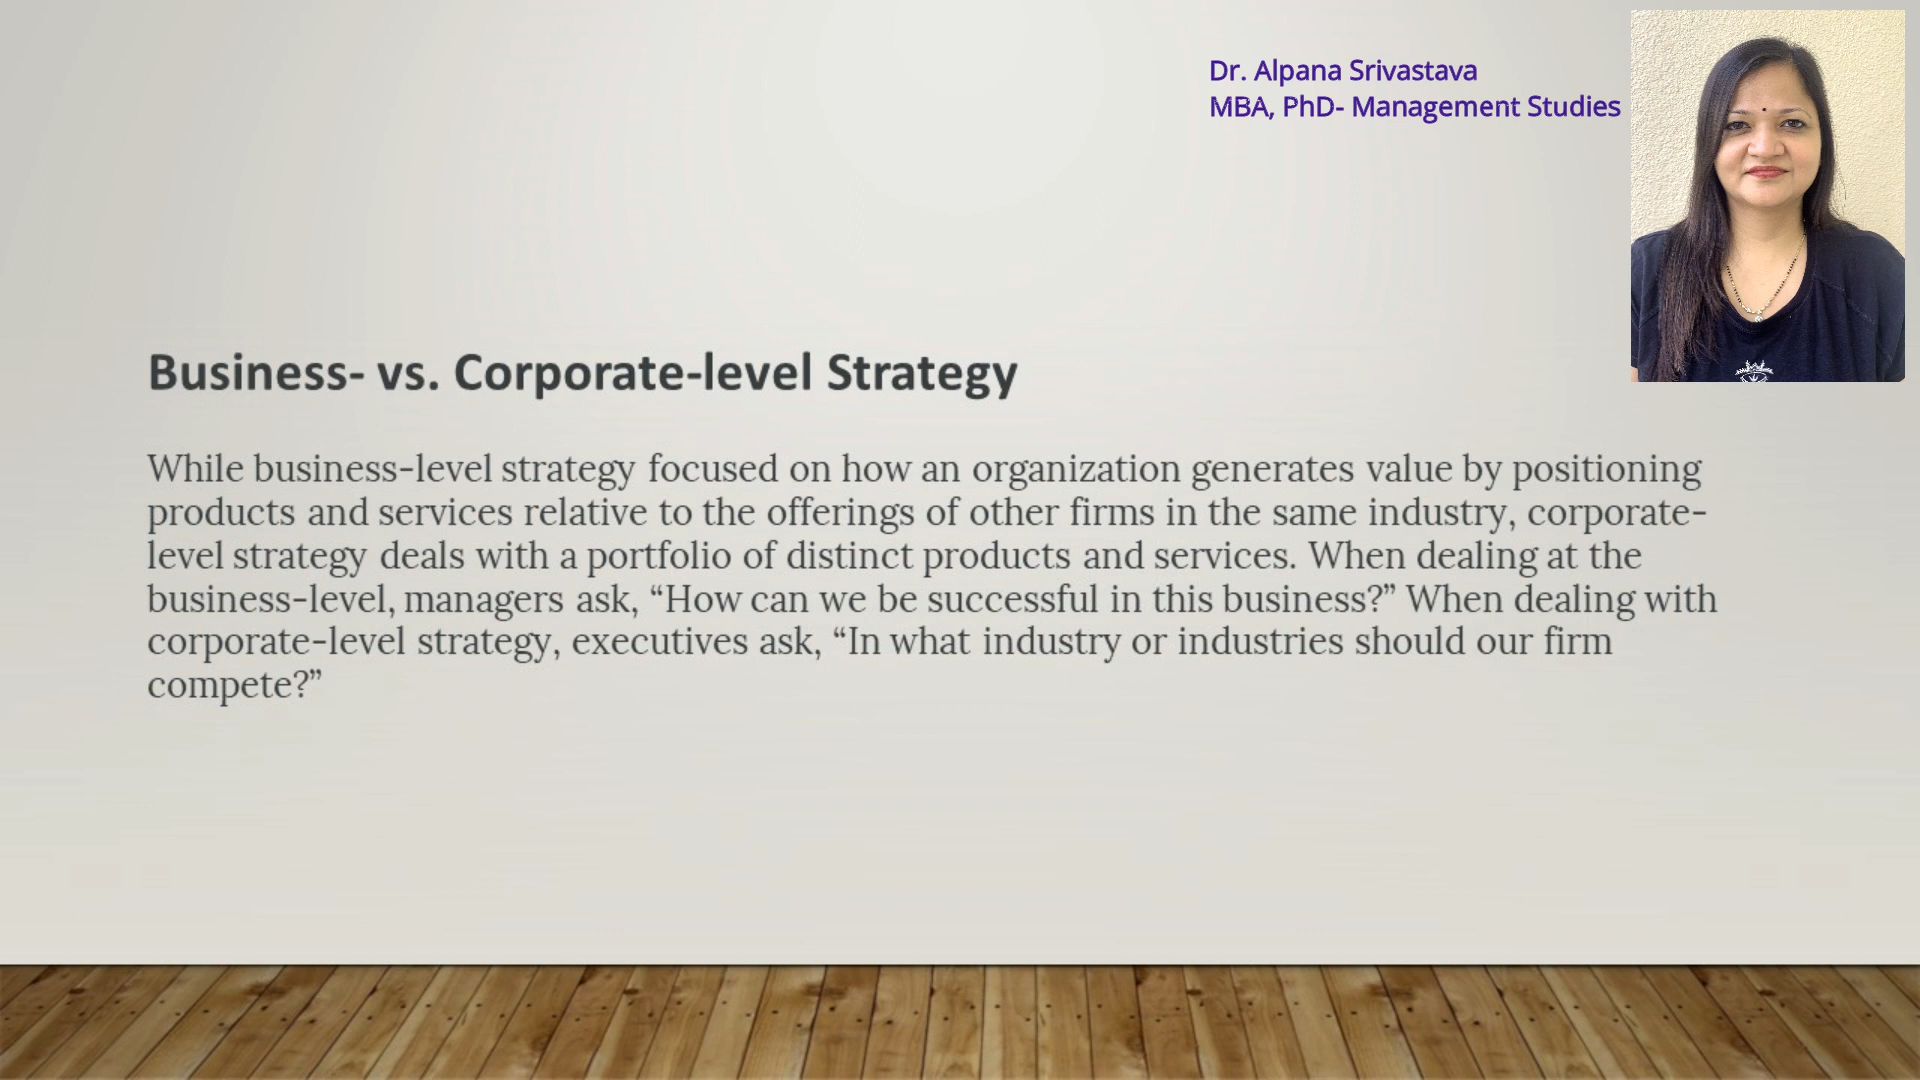 Dr. Alpana Srivastava
MBA, PhD- Management Studies
Business- vs. Corporate-level Strategy
While business-level strategy focused on how an organization generates value by positioning
products and services relative to the offerings of other firms in the same industry, corporate-
level strategy deals with a portfolio of distinct products and services. When dealing at the
business-level, managers ask, “How can we be successful in this business?” When dealing with
corporate-level strategy, executives ask, “In what industry or industries should our firm
compete?”